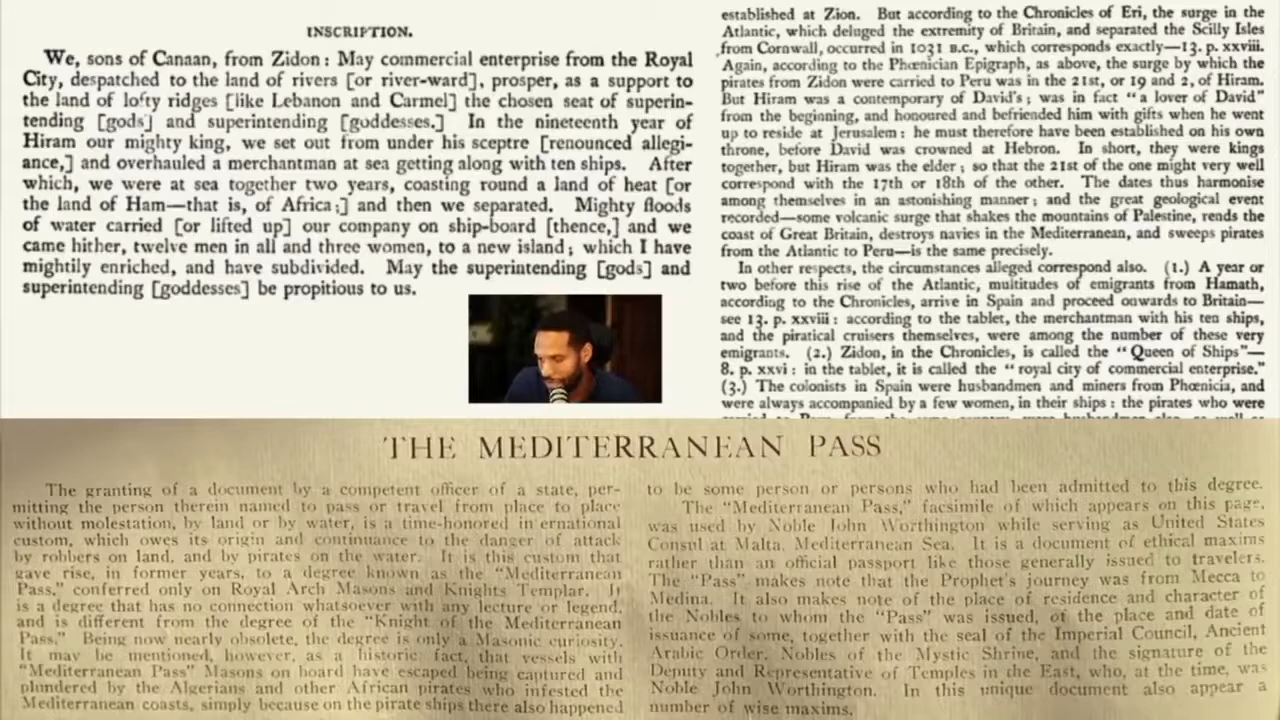 INSCRIPTION.
We, sons of Canaan, from Zidon: May commercial enterprise from the Royal
City, despatched to the land of rivers [or river-ward], prosper, as a support to
the land of lofty ridges [like Lebanon and Carmel] the chosen seat of superin-
tending [gods] and superintending [goddesses.] In the nineteenth year of
Hiram our mighty king, we set out from under his sceptre [renounced allegi-
ance,] and overhauled a merchantman at sea getting along with ten ships. After
which, we were at sea together two years, coasting round a land of heat [or
the land of Ham—that is, of Africa;] and then we separated. Mighty floods
of water carried [or lifted up] our company on ship-board [thence,] and we
came hither, twelve men in all and three women, to a new island; which I have
mightily enriched, and have subdivided. May the superintending [gods] and
superintending [goddesses] be propitious to us.
established at Zion. But according to the Chronicles of Eri, the surge in the
Atlantic, which deluged the extremity of Britain, and separated the Scilly Isles
from Cornwall, occurred in 1031 B.C., which corresponds exactly—13. p. xxviii.
Again, according to the Phœnician Epigraph, as above, the surge by which the
pirates from Zidon were carried to Peru was in the 21st, or 19 and 2, of Hiram.
But Hiram was a contemporary of David's; was in fact "a lover of David"
from the beginning, and honoured and befriended him with gifts when he went
up to reside at Jerusalem: he must therefore have been established on his own
throne, before David was crowned at Hebron. In short, they were kings
together, but Hiram was the elder; so that the 21st of the one might very well
correspond with the 17th or 18th of the other. The dates thus harmonise
among themselves in an astonishing manner; and the great geological event
recorded—some volcanic surge that shakes the mountains of Palestine, rends the
coast of Great Britain, destroys navies in the Mediterranean, and sweeps pirates
from the Atlantic to Peru—is the same precisely.
In other respects, the circumstances alleged correspond also. (1.) A year or
two before this rise of the Atlantic, multitudes of emigrants from Hamath,
according to the Chronicles, arrive in Spain and proceed onwards to Britain—
see 13. p. xxviii: according to the tablet, the merchantman with his ten ships,
and the piratical cruisers themselves, were among the number of these very
emigrants. (2.) Zidon, in the Chronicles, is called the "Queen of Ships"—
8. p. xxvi: in the tablet, it is called the "royal city of commercial enterprise."
(3.) The colonists in Spain were husbandmen and miners from Phœnicia, and
were always accompanied by a few women, in their ships: the pirates who were
THE MEDITERRANEAN PASS
The granting of a document by a competent officer of a state, per-
mitting the person therein named to pass or travel from place to place
without molestation, by land or by water, is a time-honored in ernational
custom, which owes its origin and continuance to the danger of attack
by robbers on land, and by pirates on the water. It is this custom that
gave rise, in former years, to a degree known as the "Mediterranean
Pass," conferred only on Royal Arch Masons and Knights Templar. It
is a degree that has no connection whatsoever with any lecture or legend,
and is different from the degree of the "Knight of the Mediterranean
Pass." Being now nearly obsolete, the degree is only a Masonic curiosity.
It may be mentioned, however, as a historic fact, that vessels with
"Mediterranean Pass" Masons on board have escaped being captured and
plundered by the Algerians and other African pirates who infested the
Mediterranean coasts, simply because on the pirate ships there also happened
to be some person or persons who had been admitted to this degree.
The "Mediterranean Pass," facsimile of which appears on this page,
was used by Noble John Worthington while serving as United States
Consul at Malta, Mediterranean Sea. It is a document of ethical maxims
rather than an official passport like those generally issued to travelers.
The "Pass" makes note that the Prophet's journey was from Mecca to
Medina. It also makes note of the place of residence and character of
the Nobles to whom the "Pass" was issued, of the place and date of
issuance of some, together with the seal of the Imperial Council, Ancient
Arabic Order, Nobles of the Mystic Shrine, and the signature of the
Deputy and Representative of Temples in the East, who, at the time, was
Noble John Worthington. In this unique document also appear a
number of wise maxims.